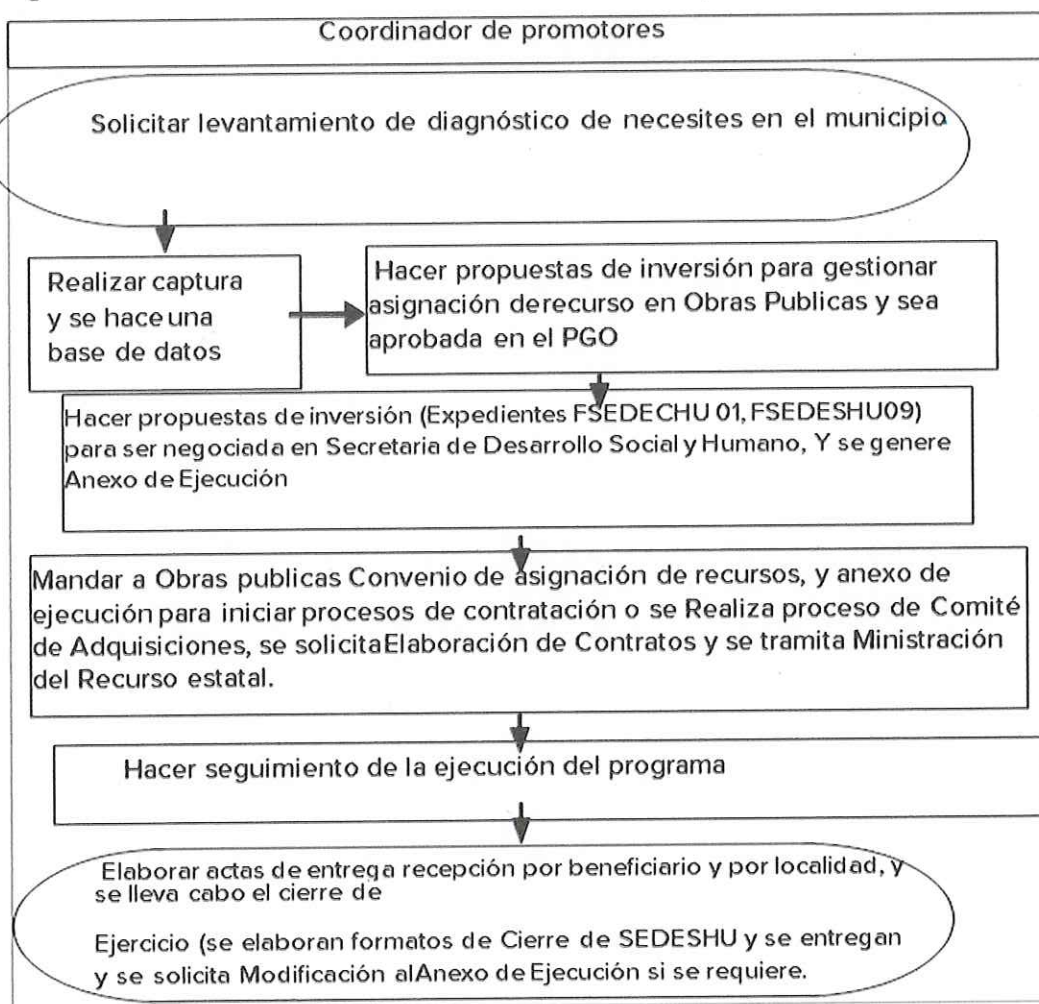 Coordinador de promotores
Solicitar levantamiento de diagnóstico de necesites en el municipio
Realizar captura
y se hace una
base de datos
Hacer propuestas de inversión para gestionar
asignación derecurso en Obras Publicas y sea
aprobada en el PGO
Hacer propuestas de inversión (Expedientes FSEDECHU 01, FSEDESHU09)
para ser negociada en Secretaria de Desarrollo Social y Humano, Y se genere
Anexo de Ejecución
Mandar a Obras publicas Convenio de asignación de recursos, y anexo de
ejecución para iniciar procesos de contratación o se Realiza proceso de Comité
de Adquisiciones, se solicitaElaboración de Contratos y se tramita Ministración
del Recurso estatal.
Hacer seguimiento de la ejecución del programa
Elaborar actas de entrega recepción por beneficiario y por localidad, y
se lleva cabo el cierre de
Ejercicio (se elaboran formatos de Cierre de SEDESHU y se entregan
y se solicita Modificación alAnexo de Ejecución si se requiere.